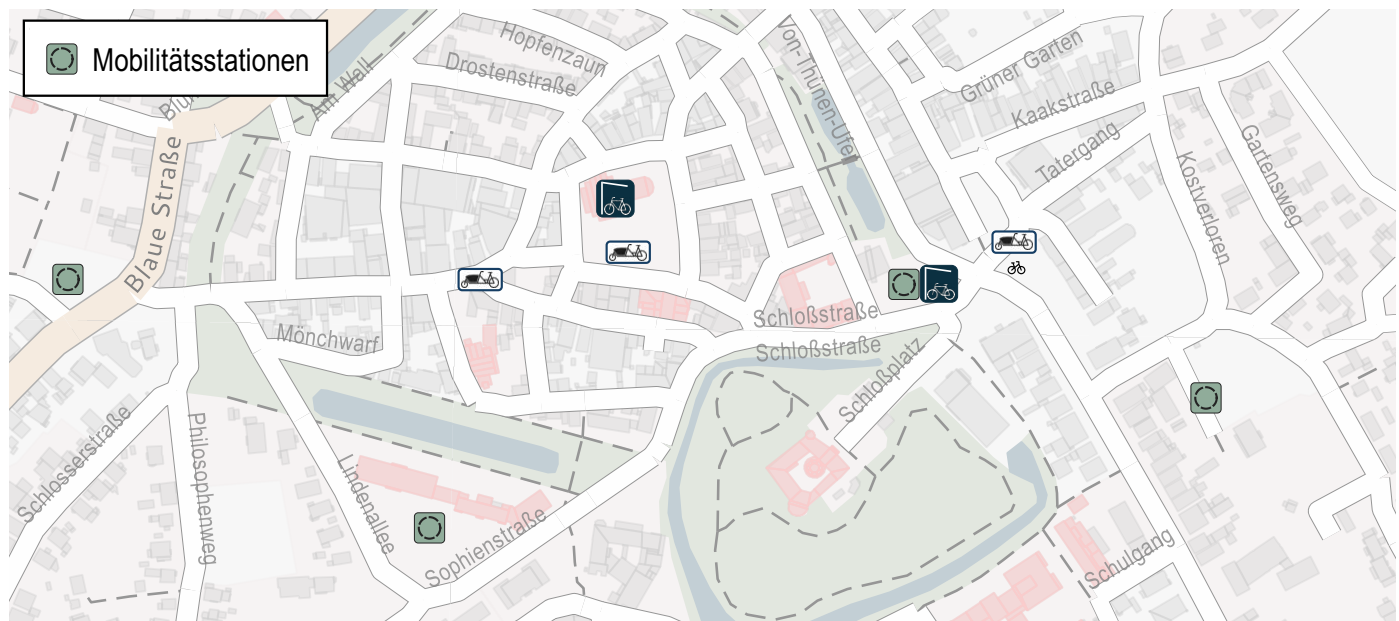 Mobilitätsstationen
Hopfenzaun
Drostenstraße
Am Wall
Von-Thünen-Ufer
Grüner Garten
Kaakstraße
Tatergang
Gartensweg
Kostverloren
Blaue Straße
Mönchwarf
Schloßstraße
Schloßstraße
Schloßplatz
Schlosserstraße
Philosophenweg
Lindenallee
Sophienstraße
Schulgang